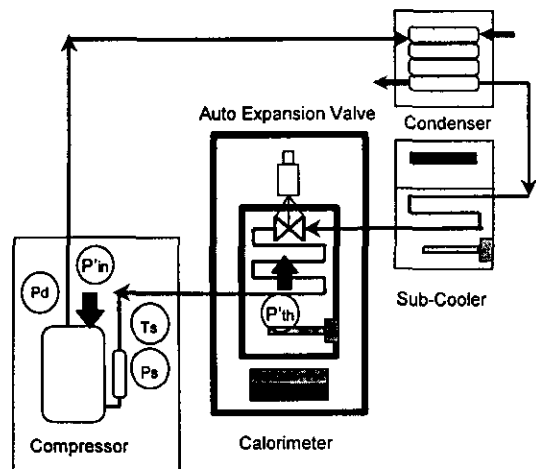 Condenser
Auto Expansion Valve
Sub-Cooler
P'in
Pd
P'th
Ts
Ps
Compressor
Calorimeter